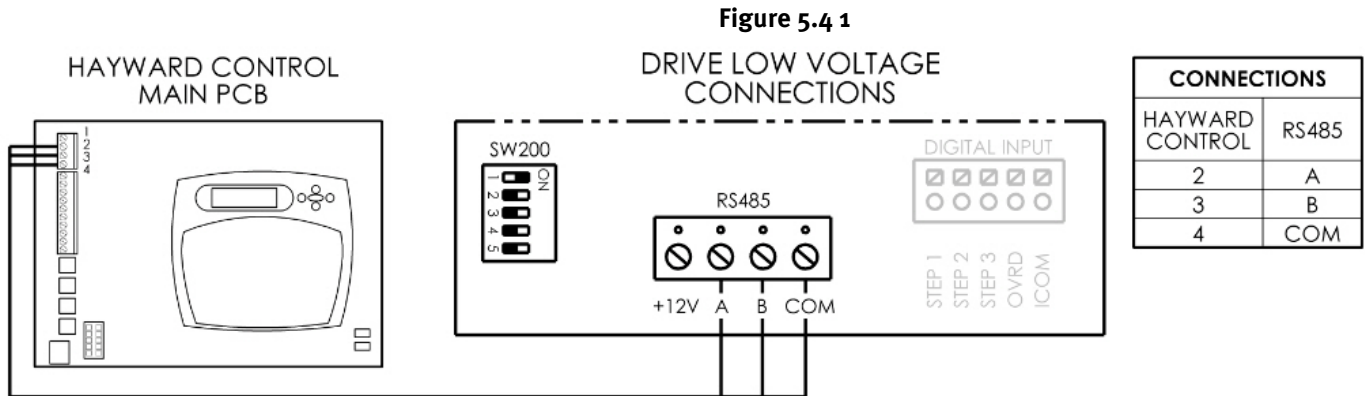 Figure 5.4 1
HAYWARD CONTROL
MAIN PCB
1
2
3
4
DRIVE LOW VOLTAGE
CONNECTIONS
SW200
ON
1
2
3
4
5
RS485
+12V A B COM
DIGITAL INPUT
STEP 1
STEP 2
STEP 3
OVRD
ICOM
CONNECTIONS
HAYWARD
CONTROL
RS485
2 A
3 B
4 COM